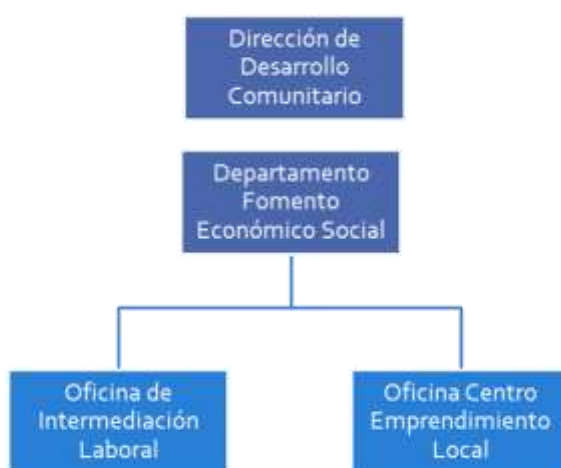 Dirección de
Desarrollo
Comunitario
Departamento
Fomento
Económico Social
Oficina de
Intermediación
Laboral
Oficina Centro
Emprendimiento
Local